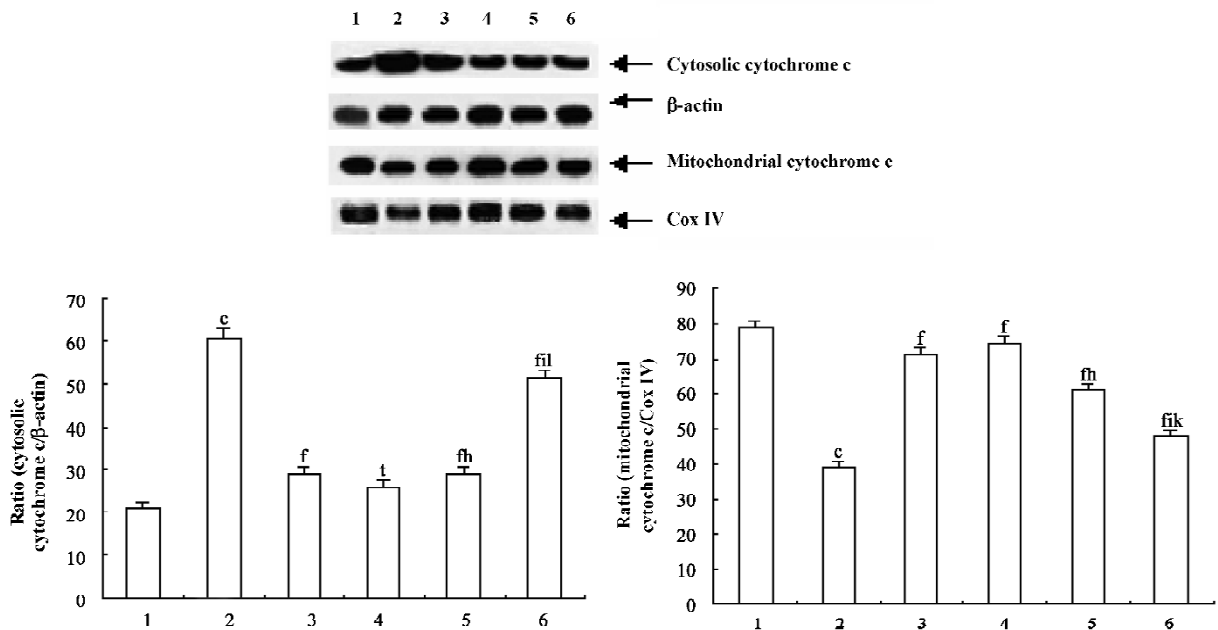 1 2 3 4 5 6
Cytosolic cytochrome c
β-actin
Mitochondrial cytochrome c
Cox IV
Ratio (cytosolic
cytochrome c/β-actin)
70
60
50
40
30
20
10
0
c
f
t
fh
fil
1 2 3 4 5 6
Ratio (mitochondrial
cytochrome c/Cox IV)
90
80
70
60
50
40
30
20
10
0
c
f
f
fh
fik
1 2 3 4 5 6